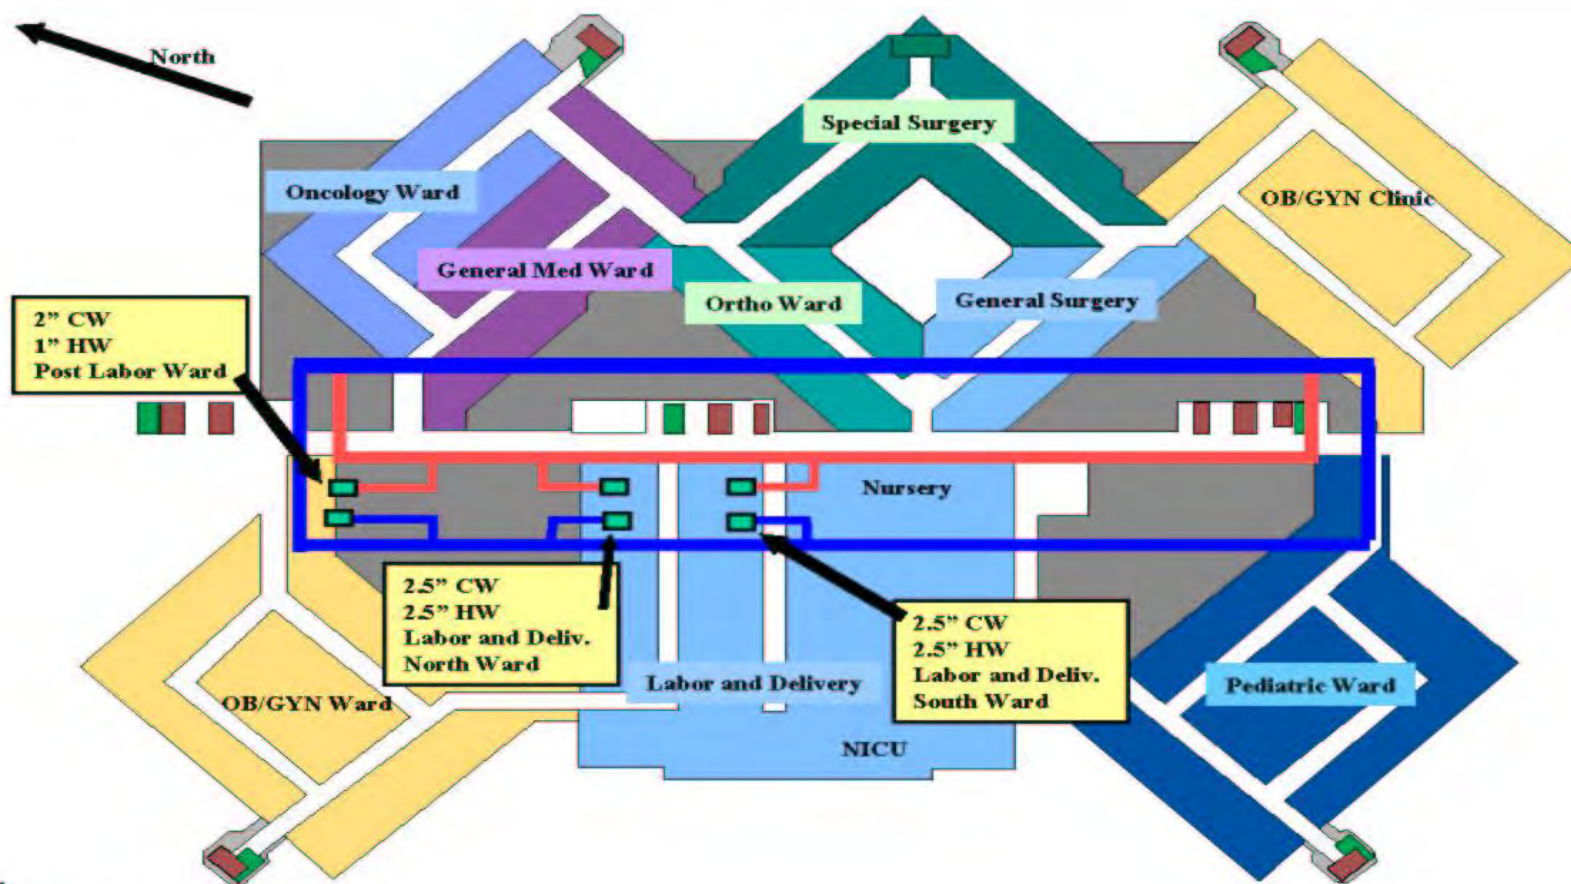 North
Special Surgery
Oncology Ward
OB/GYN Clinic
General Med Ward
Ortho Ward
General Surgery
2” CW
1” HW
Post Labor Ward
Nursery
2.5” CW
2.5” HW
Labor and Deliv.
North Ward
2.5” CW
2.5” HW
Labor and Deliv.
South Ward
Labor and Delivery
Pediatric Ward
OB/GYN Ward
NICU